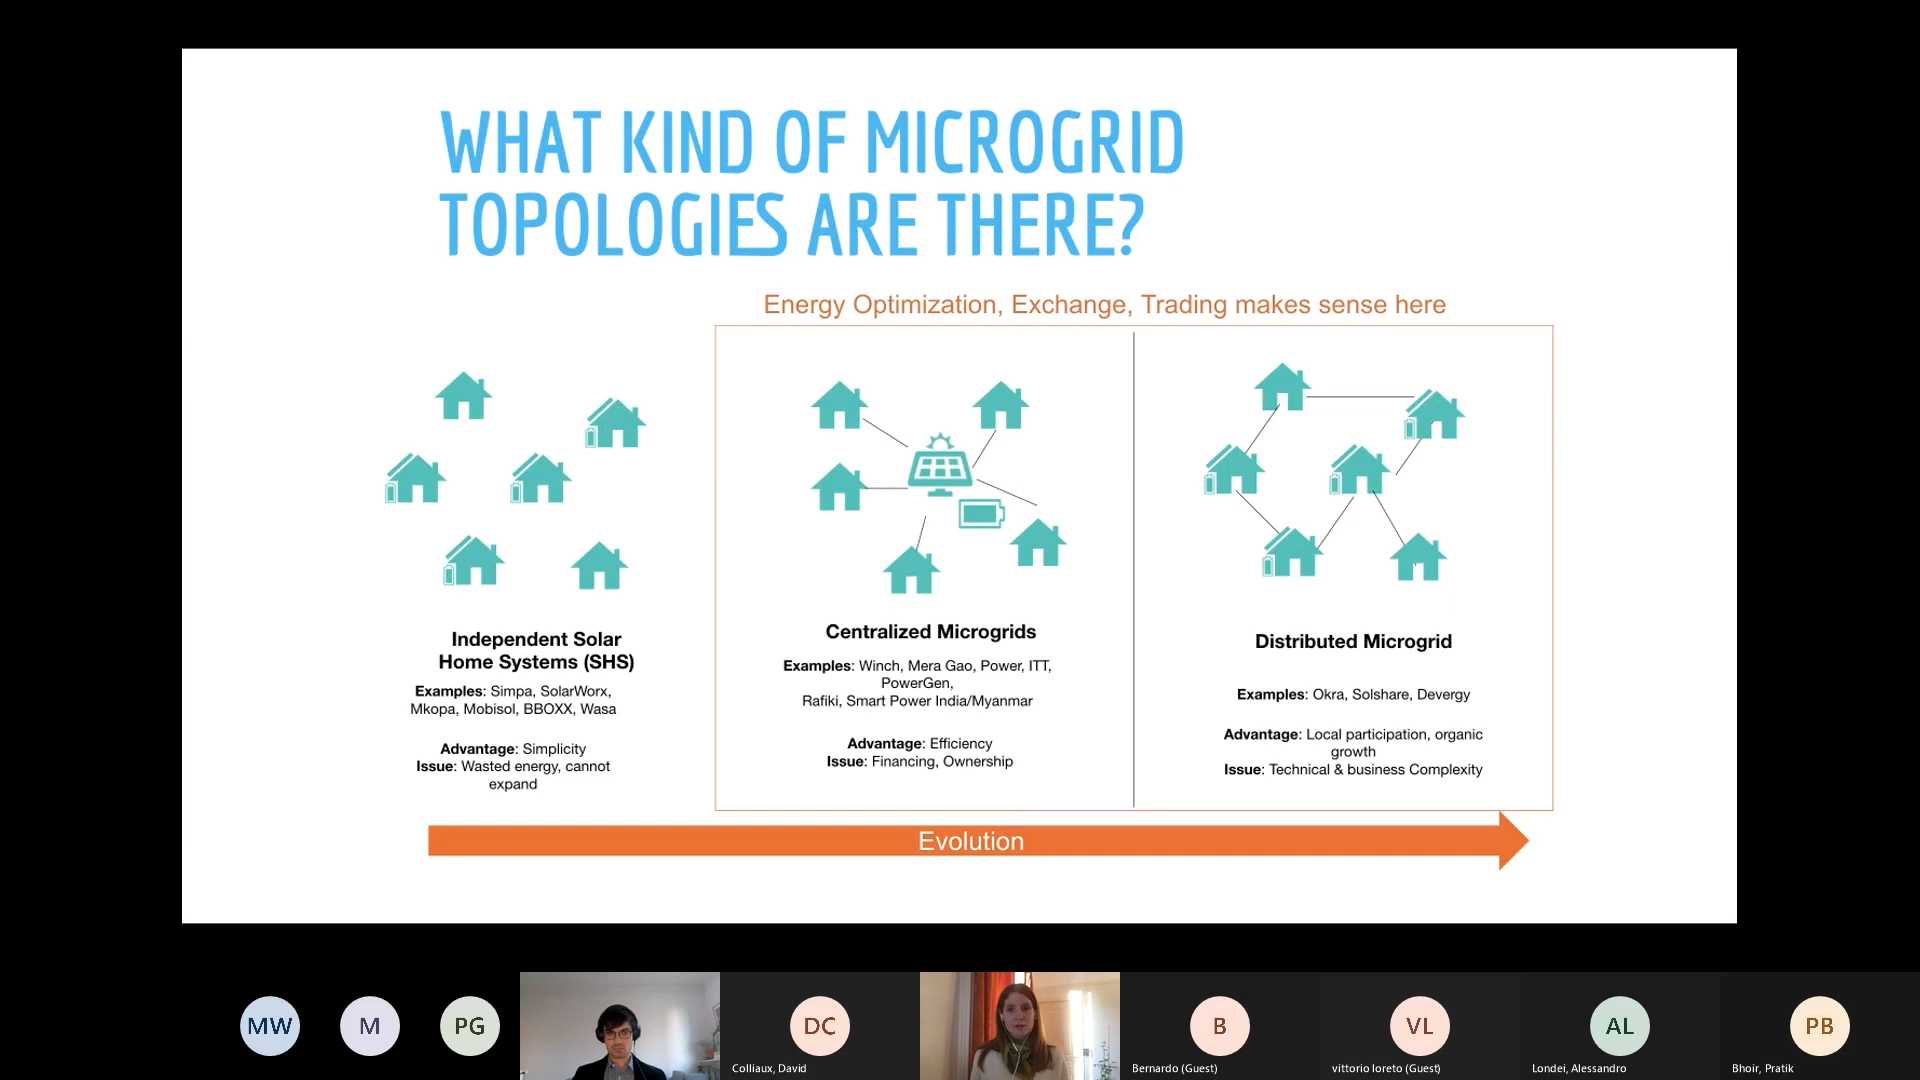 WHAT KIND OF MICROGRID
TOPOLOGIES ARE THERE?
Energy Optimization, Exchange, Trading makes sense here
Independent Solar
Home Systems (SHS)
Examples: Simpa, SolarWorx,
Mkopa, Mobisol, BBOXX, Wasa
Advantage: Simplicity
Issue: Wasted energy, cannot
expand
Centralized Microgrids
Examples: Winch, Mera Gao, Power, ITT,
PowerGen,
Rafiki, Smart Power India/Myanmar
Advantage: Efficiency
Issue: Financing, Ownership
Distributed Microgrid
Examples: Okra, Solshare, Devergy
Advantage: Local participation, organic
growth
Issue: Technical & business Complexity
Evolution
MW
M
PG
DC
Colliaux, David
B
Bernardo (Guest)
VL
vittorio loreto (Guest)
AL
Londei, Alessandro
PB
Bhoir, Pratik